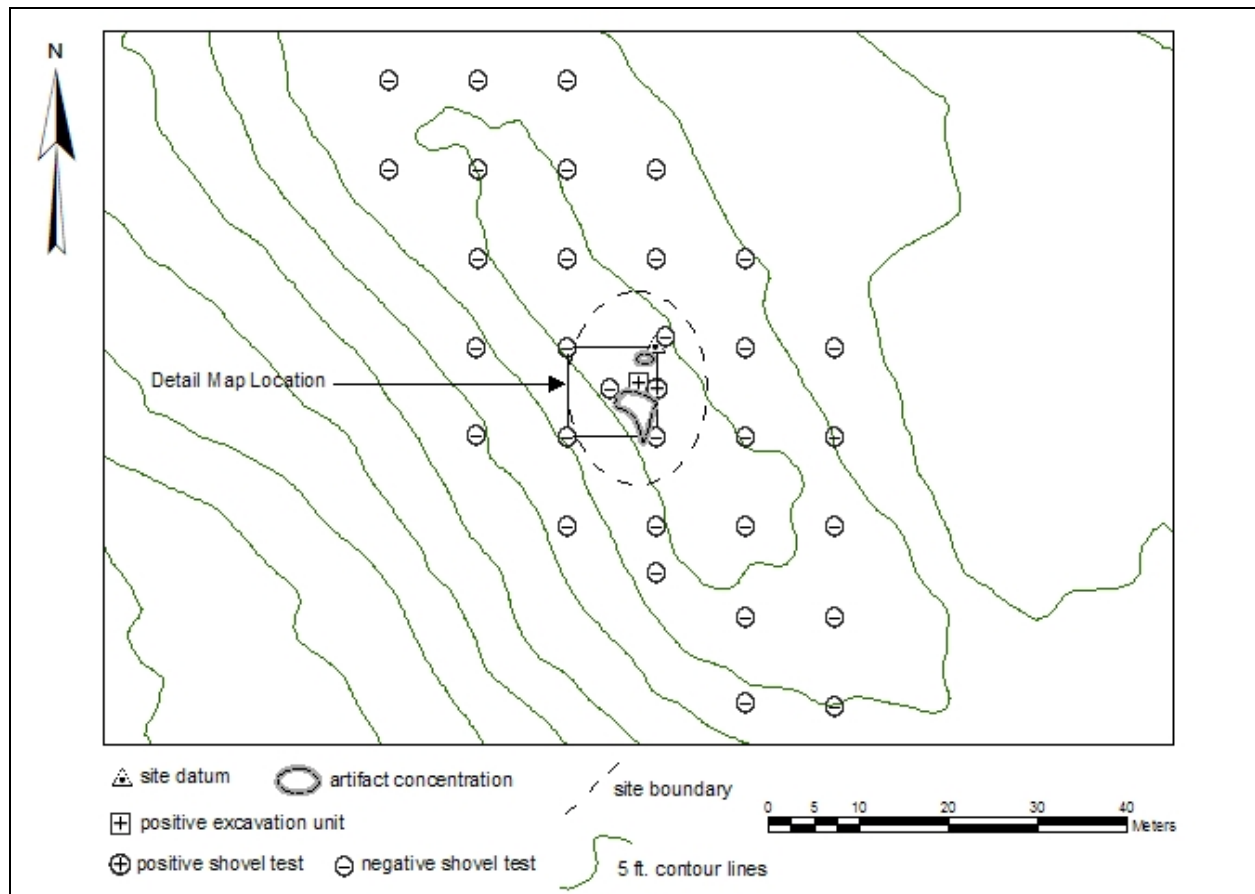 N
Detail Map Location
site datum
artifact concentration
site boundary
0 5 10 20 30 40
Meters
positive excavation unit
positive shovel test
negative shovel test
5 ft. contour lines